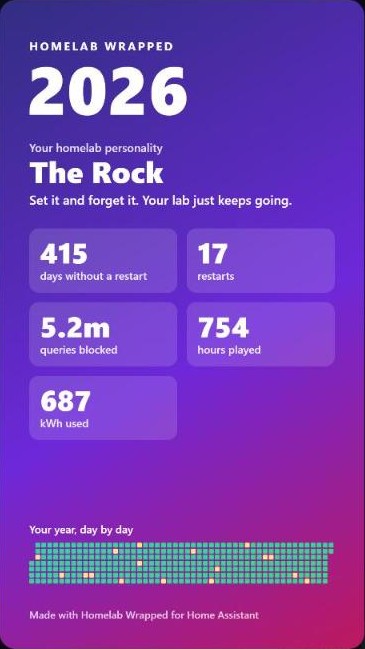 HOMELAB WRAPPED
2026
Your homelab personality
The Rock
Set it and forget it. Your lab just keeps going.
415
days without a restart
17
restarts
5.2m
queries blocked
754
hours played
687
kWh used
Your year, day by day
Made with Homelab Wrapped for Home Assistant